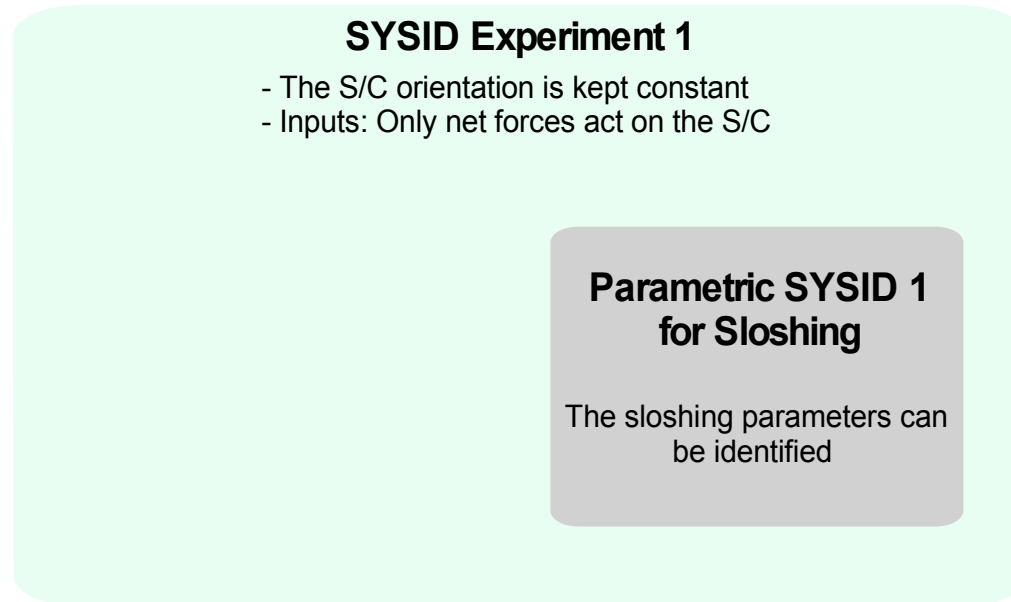 SYSID Experiment 1
- The S/C orientation is kept constant
- Inputs: Only net forces act on the S/C
Parametric SYSID 1
for Sloshing
The sloshing parameters can
be identified